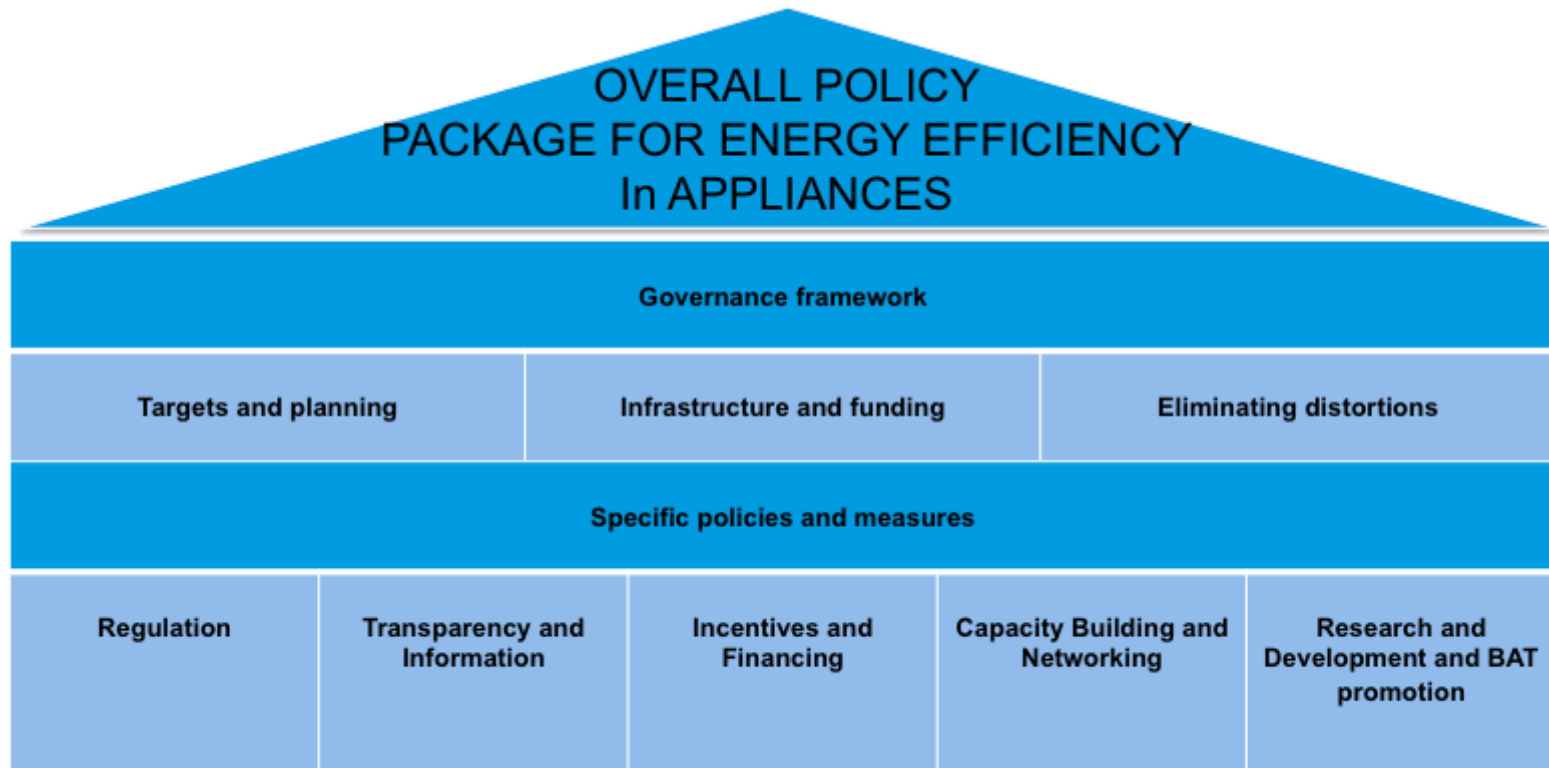 OVERALL POLICY
PACKAGE FOR ENERGY EFFICIENCY
In APPLIANCES
Governance framework
Targets and planning
Infrastructure and funding
Eliminating distortions
Specific policies and measures
Regulation
Transparency and
Information
Incentives and
Financing
Capacity Building and
Networking
Research and
Development and BAT
promotion